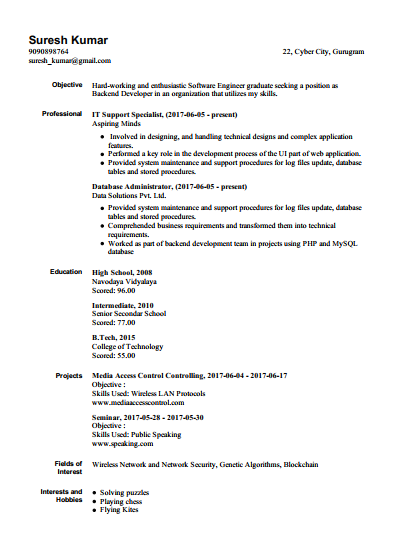 Suresh Kumar
9090898764
22, Cyber City, Gurugram
suresh_kumar@gmail.com
Objective
Hard-working and enthusiastic Software Engineer graduate seeking a position as
Backend Developer in an organization that utilizes my skills.
Professional
IT Support Specialist, (2017-06-05 - present)
Aspiring Minds
• Involved in designing, and handling technical designs and complex application
features.
• Performed a key role in the development process of the UI part of web application.
• Provided system maintenance and support procedures for log files update, database
tables and stored procedures.
Database Administrator, (2017-06-05 - present)
Data Solutions Pvt. Ltd.
• Provided system maintenance and support procedures for log files update, database
tables and stored procedures.
• Comprehended business requirements and transformed them into technical
requirements.
• Worked as part of backend development team in projects using PHP and MySQL
database
Education
High School, 2008
Navodaya Vidyalaya
Scored: 96.00
Intermediate, 2010
Senior Secondar School
Scored: 77.00
B.Tech, 2015
College of Technology
Scored: 55.00
Projects
Media Access Control Controlling, 2017-06-04 - 2017-06-17
Objective :
Skills Used: Wireless LAN Protocols
www.mediaaccesscontrol.com
Seminar, 2017-05-28 - 2017-05-30
Objective :
Skills Used: Public Speaking
www.speaking.com
Fields of
Interest
Wireless Network and Network Security, Genetic Algorithms, Blockchain
Interests and
Hobbies
• Solving puzzles
• Playing chess
• Flying Kites